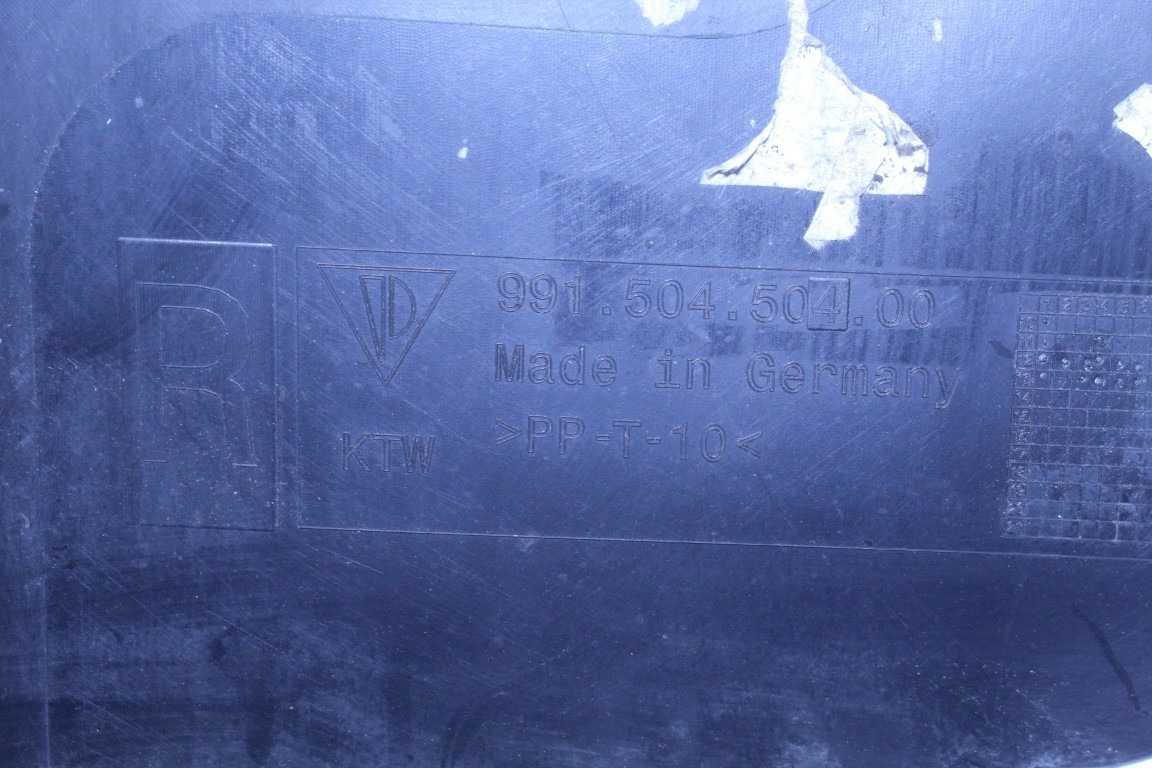 R
991.504.504.00
Made in Germany
KTW
>PP-T-10<